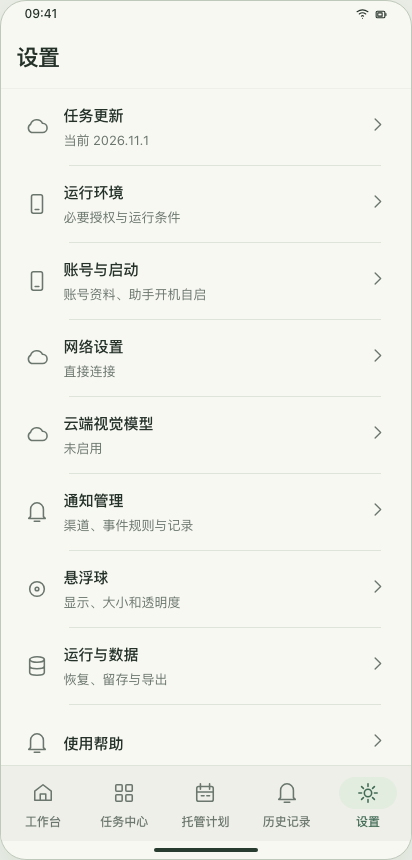 09:41
设置
任务更新
当前 2026.11.1
运行环境
必要授权与运行条件
账号与启动
账号资料、助手开机自启
网络设置
直接连接
云端视觉模型
未启用
通知管理
渠道、事件规则与记录
悬浮球
显示、大小和透明度
运行与数据
恢复、留存与导出
使用帮助
工作台 任务中心 托管计划 历史记录 设置